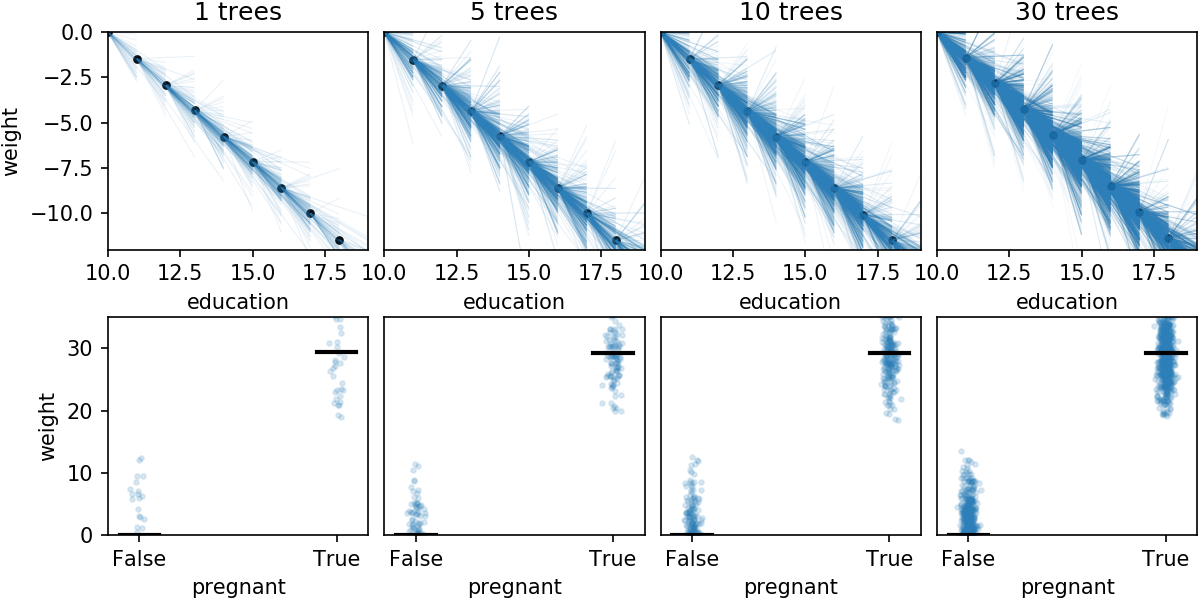 1 trees
5 trees
10 trees
30 trees
weight
0.0
−2.5
−5.0
−7.5
−10.0
10.0 12.5 15.0 17.5
10.0 12.5 15.0 17.5
10.0 12.5 15.0 17.5
10.0 12.5 15.0 17.5
education
education
education
education
weight
30
20
10
0
False True
False True
False True
False True
pregnant
pregnant
pregnant
pregnant